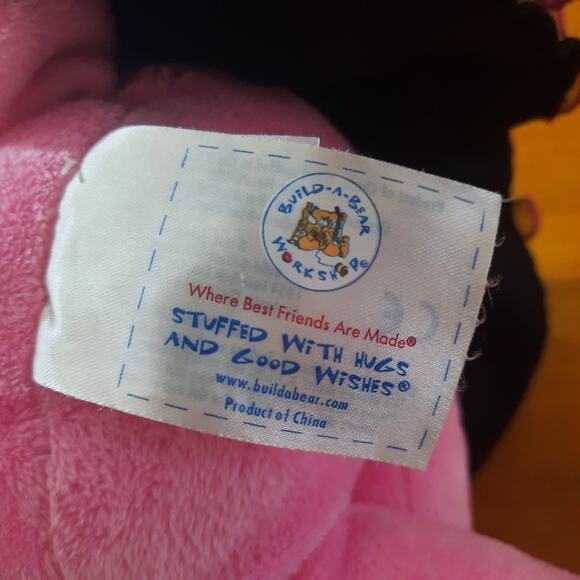 BUILD-A-BEAR
WORKSHOP®
Where Best Friends Are Made®
STUFFED WITH HUGS
AND GOOD WISHES®
www.buildabear.com
Product of China